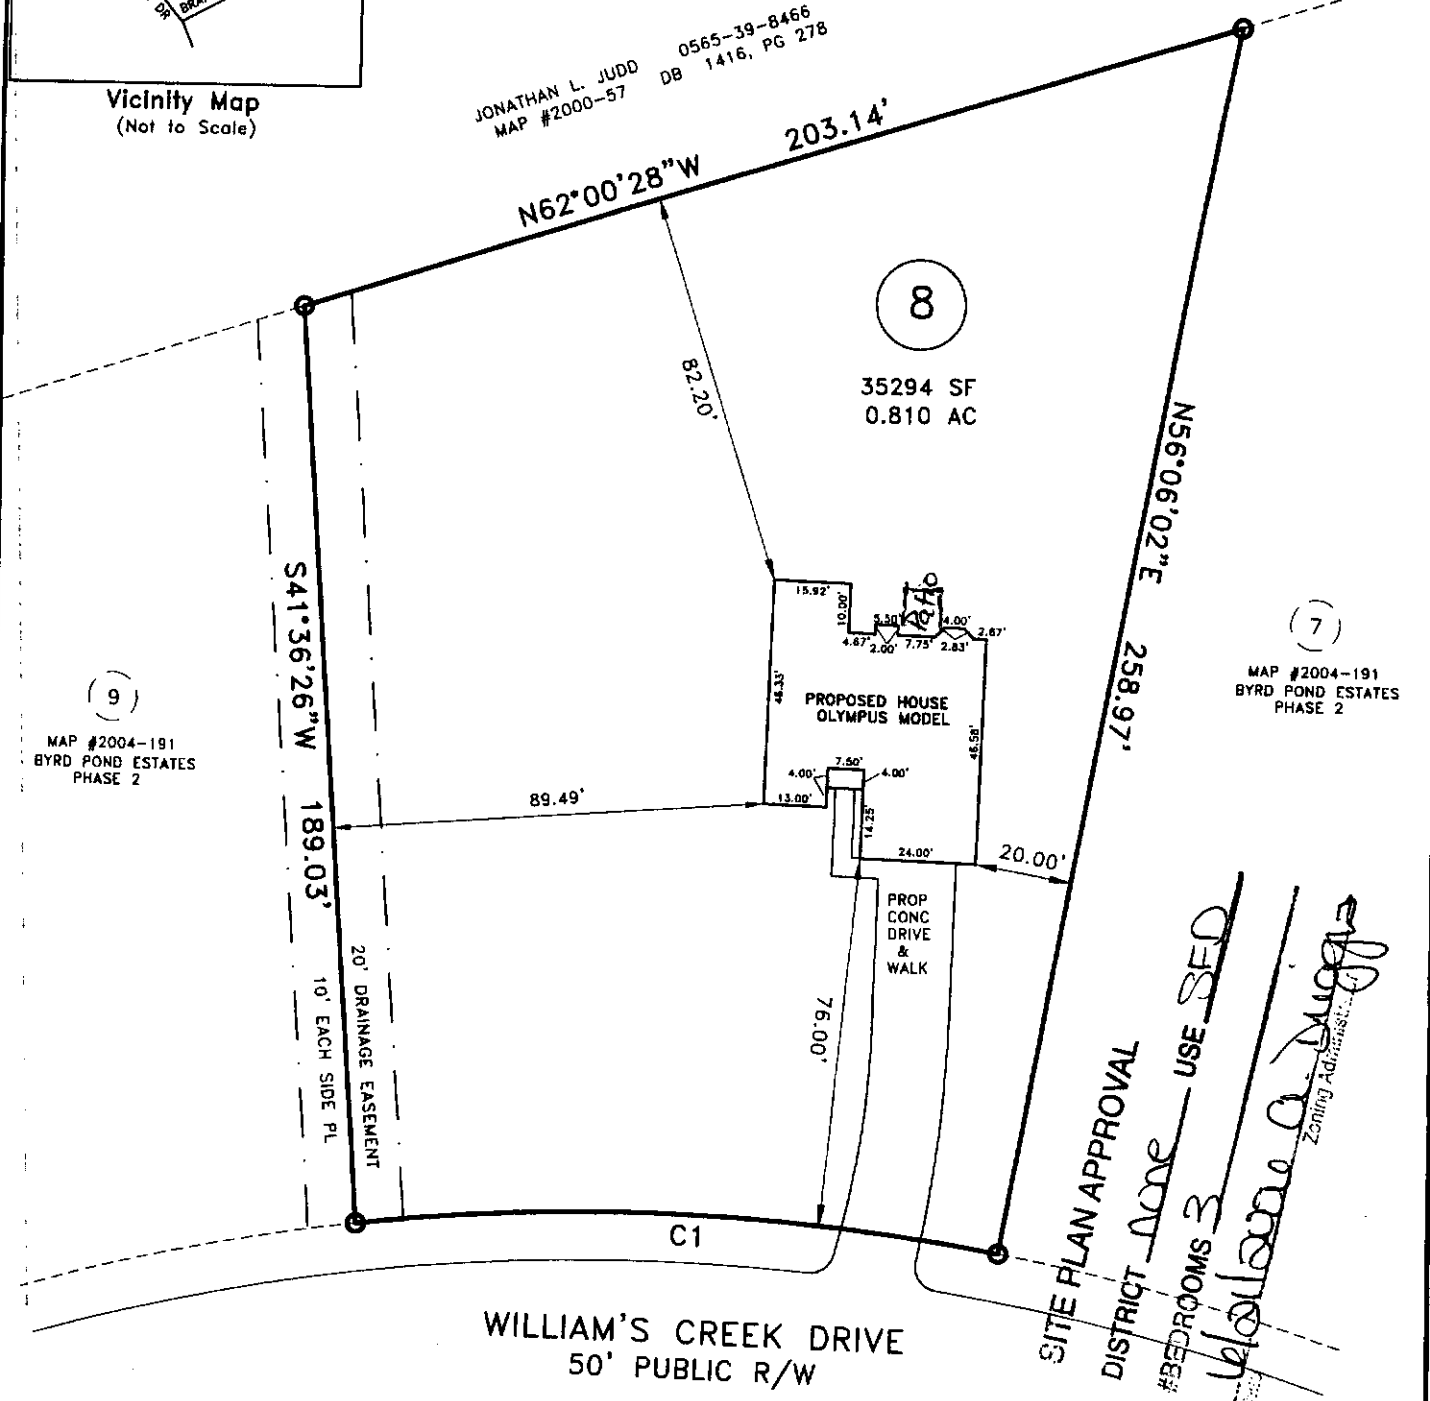 DR
Vicinity Map
(Not to Scale)
JONATHAN L. JUDD 0565-39-8466
MAP #2000-57 DB 1416, PG 278
N62°00'28"W 203.14'
8
35294 SF
0.810 AC
82.20'
N56°06'02"E 258.97'
S41°36'26"W 189.03'
9
MAP #2004-191
BYRD POND ESTATES
PHASE 2
7
MAP #2004-191
BYRD POND ESTATES
PHASE 2
15.92'
10.00'
4.67'
5.30'
2.00'
Patio
7.75'
4.00'
2.83'
2.67'
46.33'
PROPOSED HOUSE
OLYMPUS MODEL
46.58'
7.50'
4.00'
4.00'
13.00'
14.25'
24.00'
89.49'
20.00'
PROP
CONC
DRIVE
&
WALK
76.00'
20' DRAINAGE EASEMENT
10' EACH SIDE PL
C1
WILLIAM'S CREEK DRIVE
50' PUBLIC R/W
SITE PLAN APPROVAL
DISTRICT none USE SFD
#BEDROOMS 3
Zoning Administrator